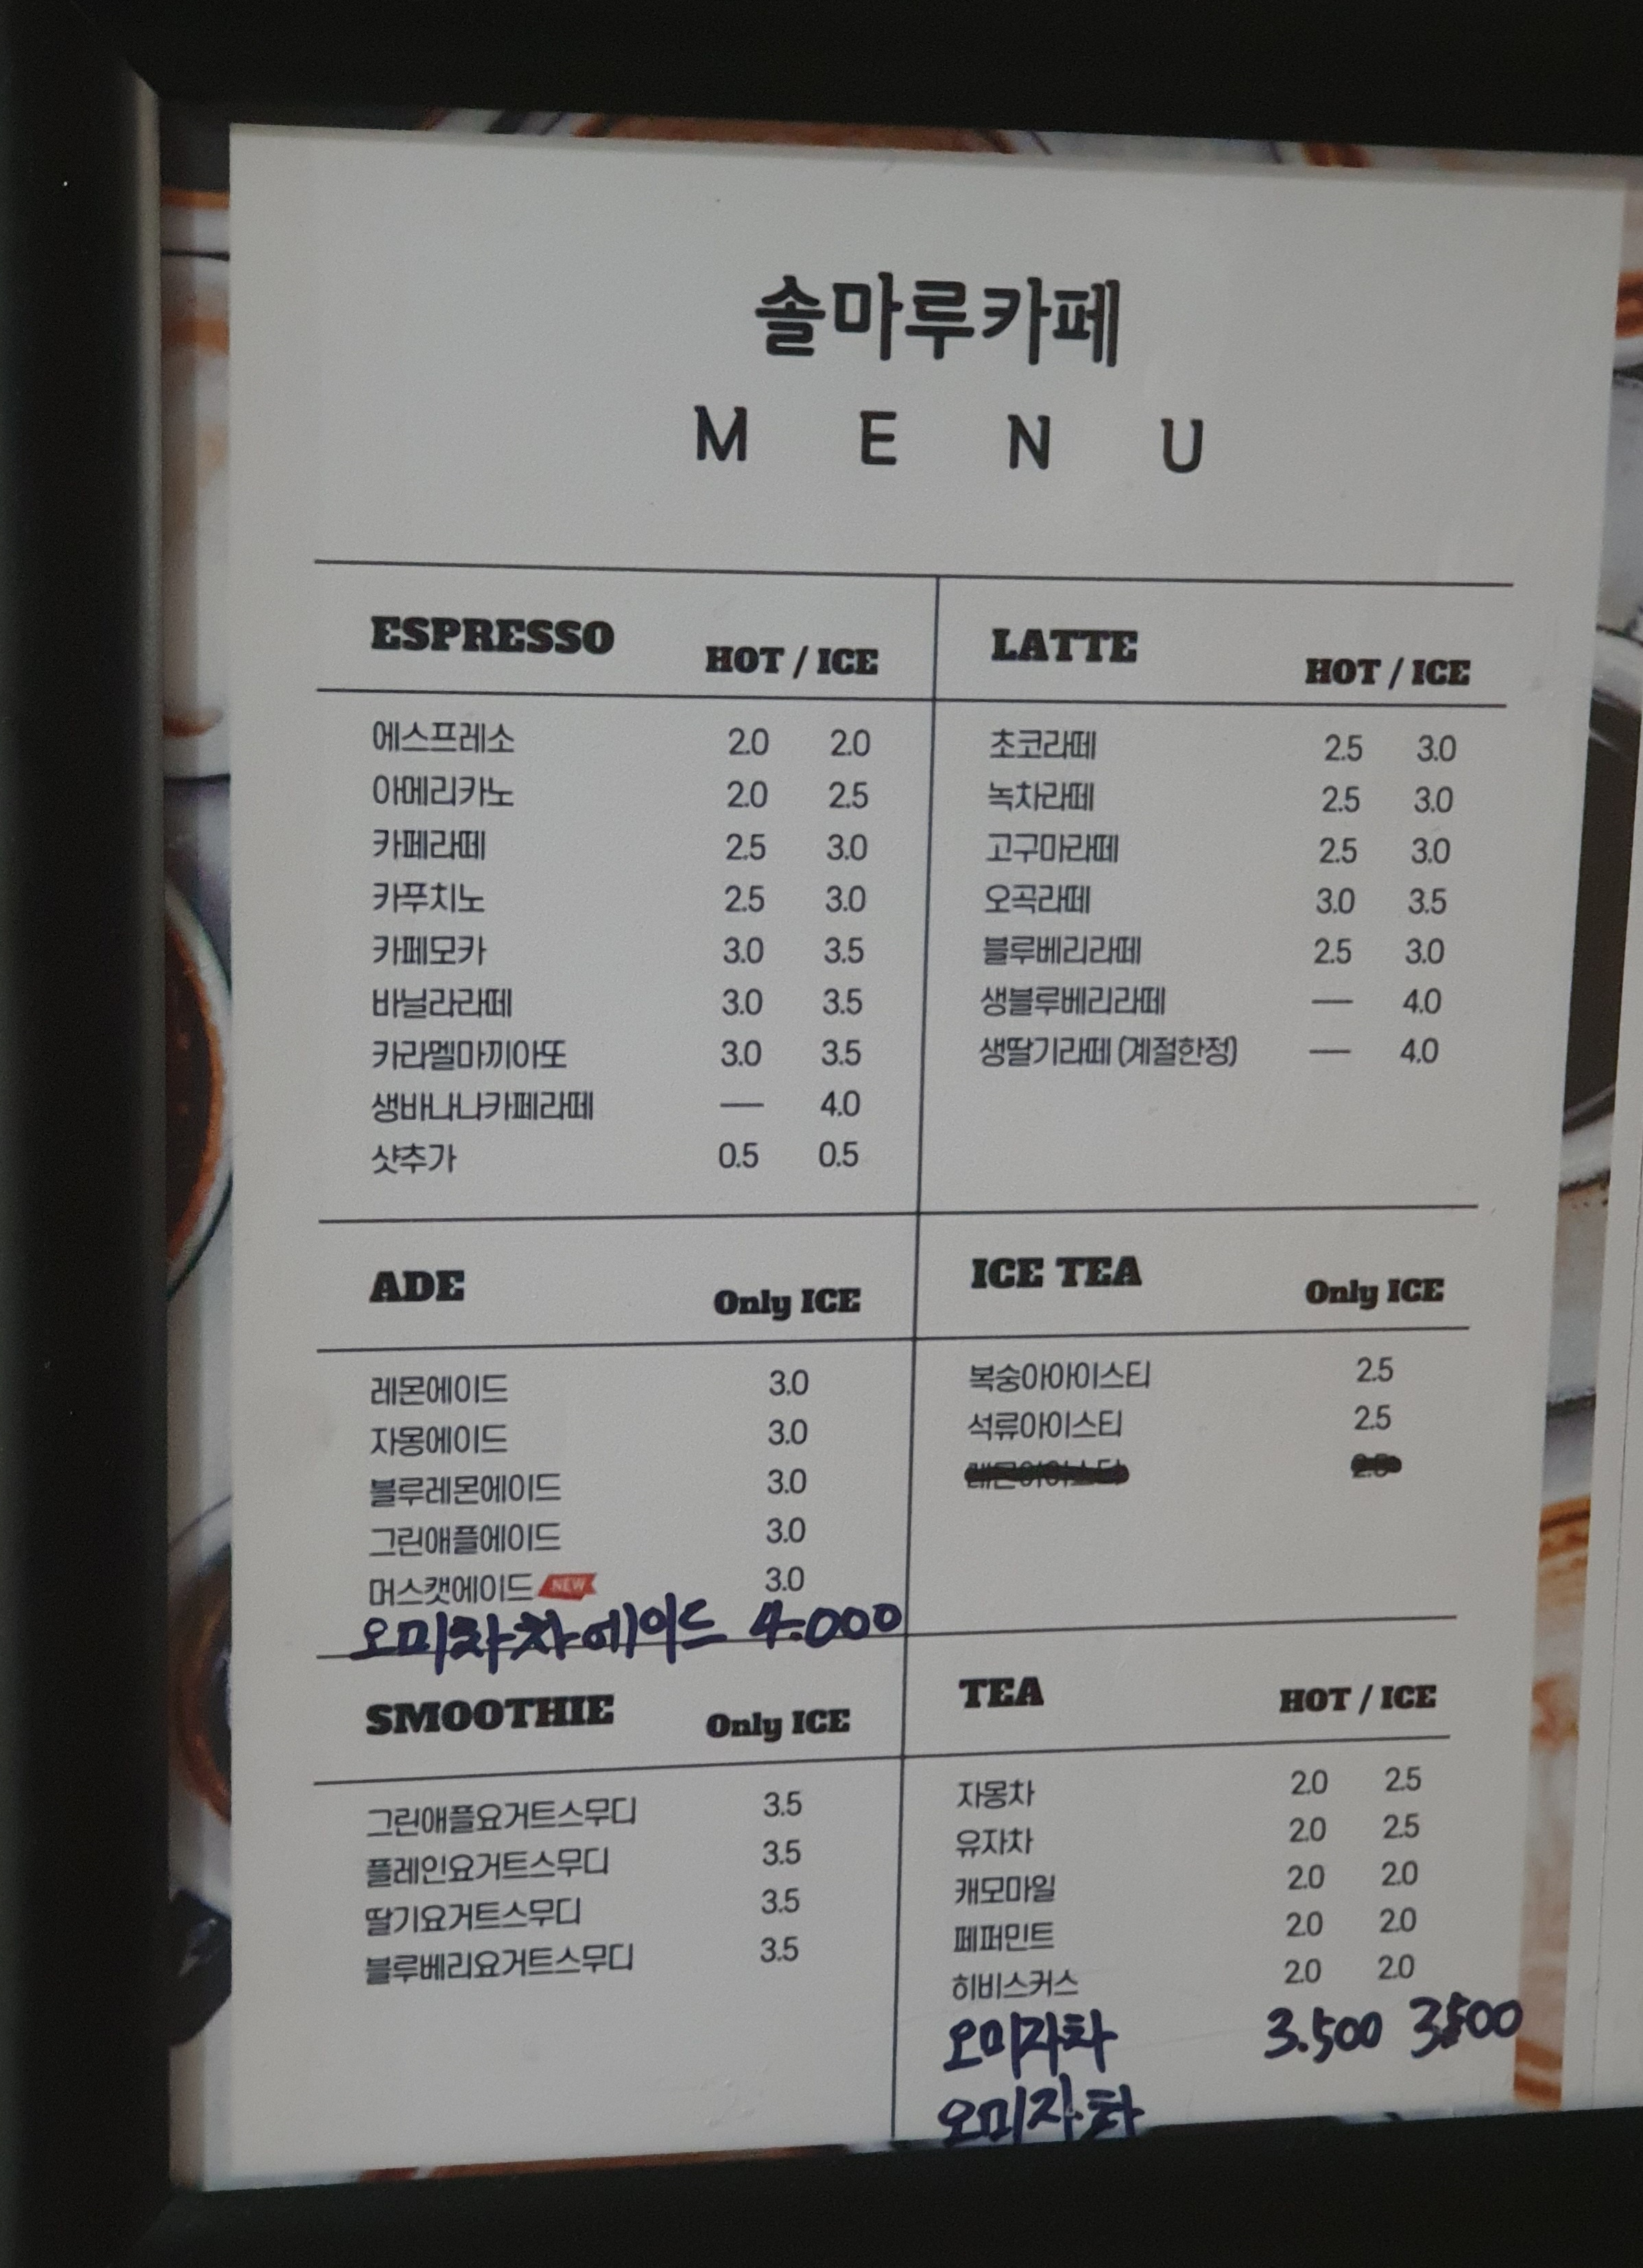 솔마루카페
M E N U
ESPRESSO HOT / ICE
에스프레소 2.0 2.0
아메리카노 2.0 2.5
카페라떼 2.5 3.0
카푸치노 2.5 3.0
카페모카 3.0 3.5
바닐라라떼 3.0 3.5
카라멜마끼아또 3.0 3.5
생바나나카페라떼 — 4.0
샷추가 0.5 0.5
LATTE HOT / ICE
초코라떼 2.5 3.0
녹차라떼 2.5 3.0
고구마라떼 2.5 3.0
오곡라떼 3.0 3.5
블루베리라떼 2.5 3.0
생블루베리라떼 — 4.0
생딸기라떼 (계절한정) — 4.0
ADE Only ICE
레몬에이드 3.0
자몽에이드 3.0
블루레몬에이드 3.0
그린애플에이드 3.0
머스캣에이드 NEW 3.0
에이드 4.000
ICE TEA Only ICE
복숭아아이스티 2.5
석류아이스티 2.5
SMOOTHIE Only ICE
그린애플요거트스무디 3.5
플레인요거트스무디 3.5
딸기요거트스무디 3.5
블루베리요거트스무디 3.5
TEA HOT / ICE
자몽차 2.0 2.5
유자차 2.0 2.5
캐모마일 2.0 2.0
페퍼민트 2.0 2.0
히비스커스 2.0 2.0
오미자차 3.500 3.500
오미자차